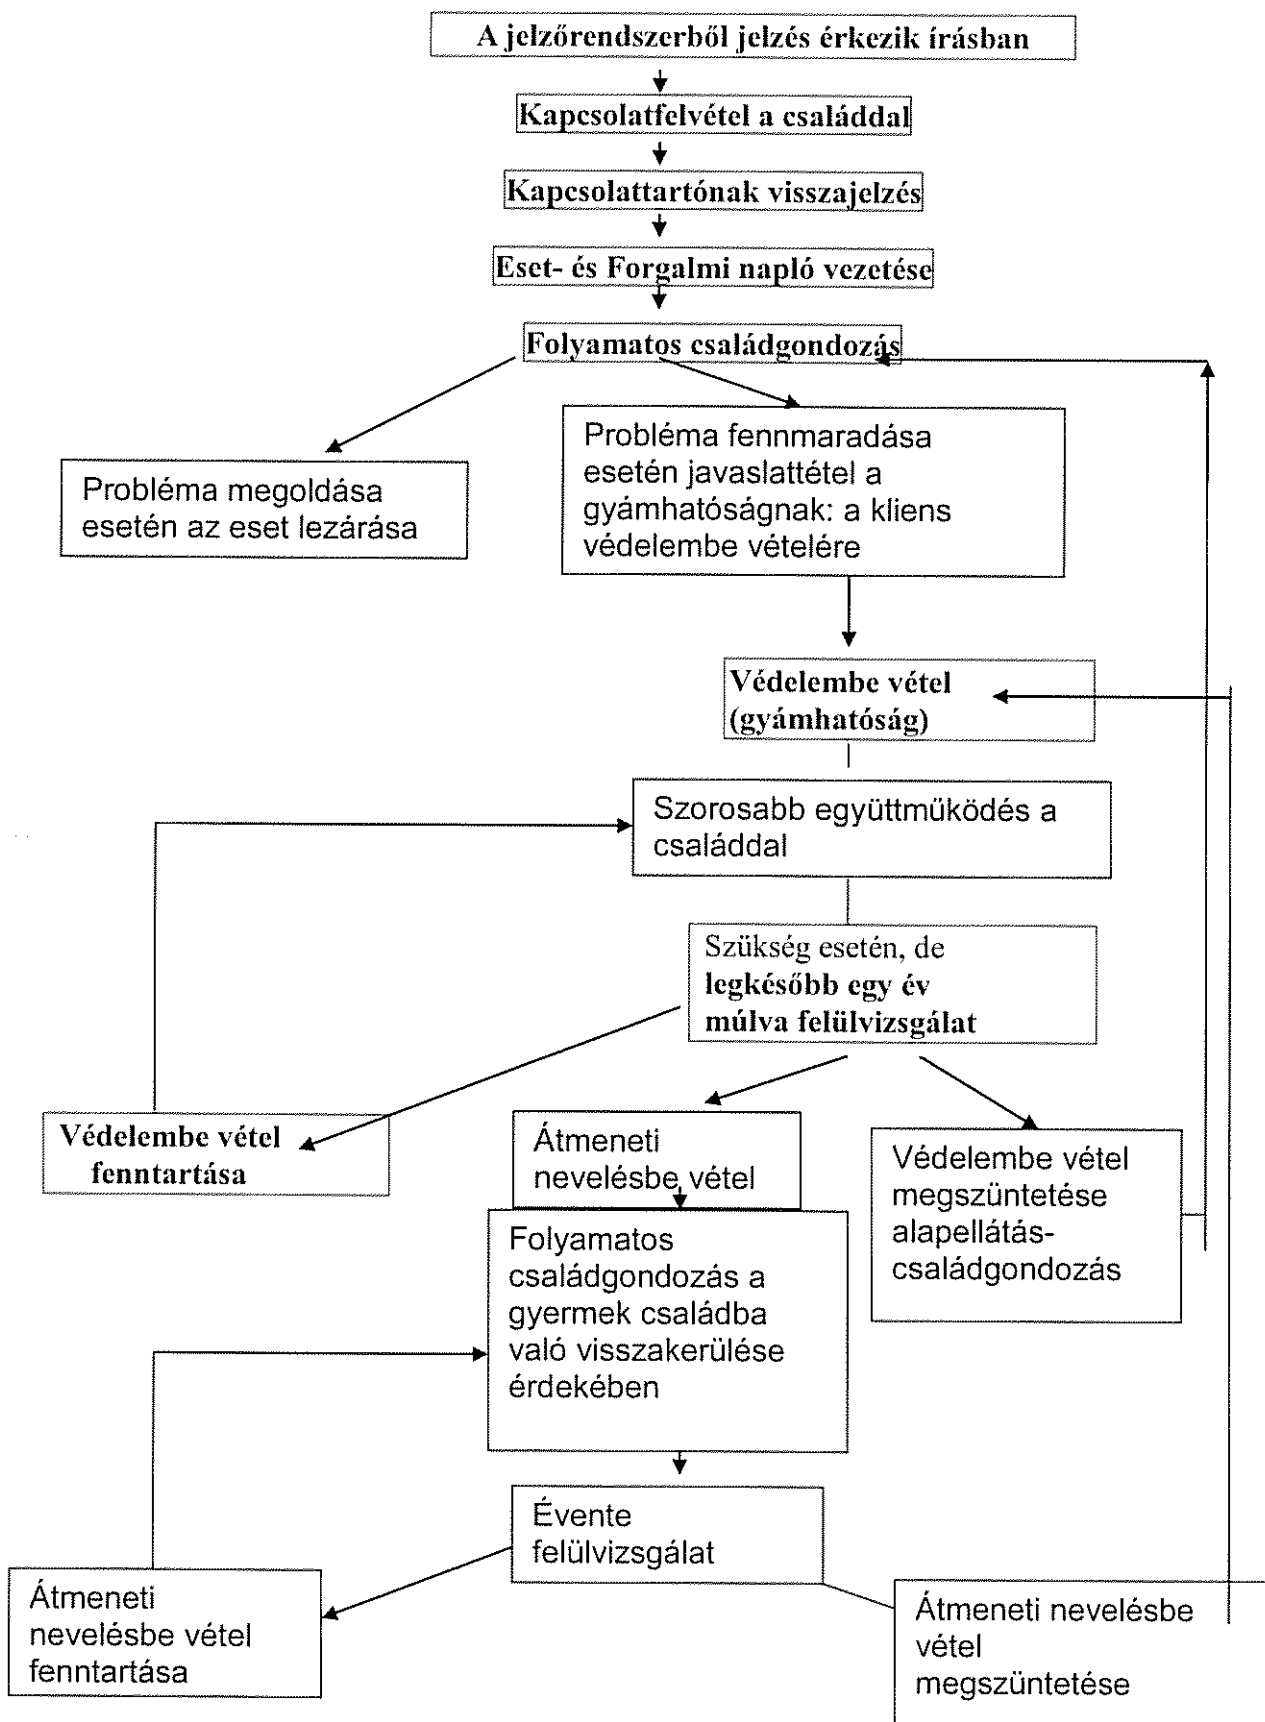 A jelzőrendszerből jelzés érkezik írásban
Kapcsolatfelvétel a családdal
Kapcsolattartónak visszajelzés
Eset- és Forgalmi napló vezetése
Folyamatos családgondozás
Probléma megoldása
esetén az eset lezárása
Probléma fennmaradása
esetén javaslattétel a
gyámhatóságnak: a kliens
védelembe vételére
Védelembe vétel
(gyámhatóság)
Szorosabb együttműködés a
családdal
Szükség esetén, de
legkésőbb egy év
múlva felülvizsgálat
Védelembe vétel
fenntartása
Átmeneti
nevelésbe vétel
Védelembe vétel
megszüntetése
alapellátás-
családgondozás
Folyamatos
családgondozás a
gyermek családba
való visszakerülése
érdekében
Évente
felülvizsgálat
Átmeneti
nevelésbe vétel
fenntartása
Átmeneti nevelésbe
vétel
megszüntetése